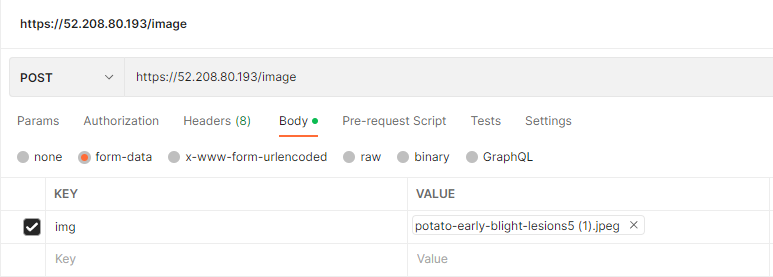 https://52.208.80.193/image
POST https://52.208.80.193/image
Params Authorization Headers (8) Body Pre-request Script Tests Settings
none form-data x-www-form-urlencoded raw binary GraphQL
KEY VALUE
img potato-early-blight-lesions5 (1).jpeg
Key Value